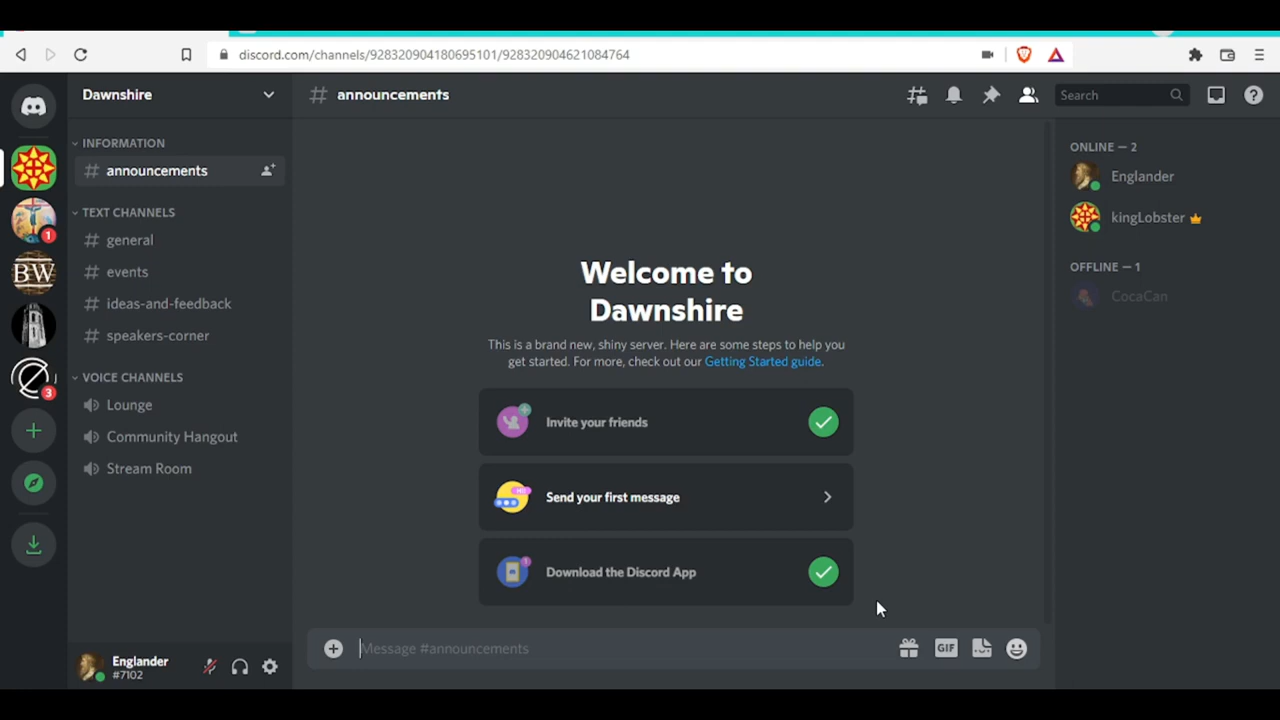 discord.com/channels/928320904180695101/928320904621084764
Dawnshire
announcements
Search
INFORMATION
announcements
TEXT CHANNELS
general
events
ideas-and-feedback
speakers-corner
VOICE CHANNELS
Lounge
Community Hangout
Stream Room
1
BW
3
Welcome to
Dawnshire
This is a brand new, shiny server. Here are some steps to help you
get started. For more, check out our Getting Started guide.
Invite your friends
Send your first message
Download the Discord App
Message #announcements
GIF
Englander
#7102
ONLINE — 2
Englander
kingLobster
OFFLINE — 1
CocaCan